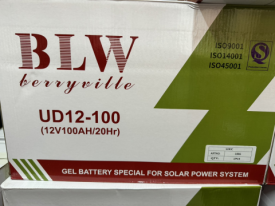 BLW
berryville
ISO9001
ISO14001
ISO45001
UD12-100
(12V100AH/20Hr)
GEL BATTERY SPECIAL FOR SOLAR POWER SYSTEM